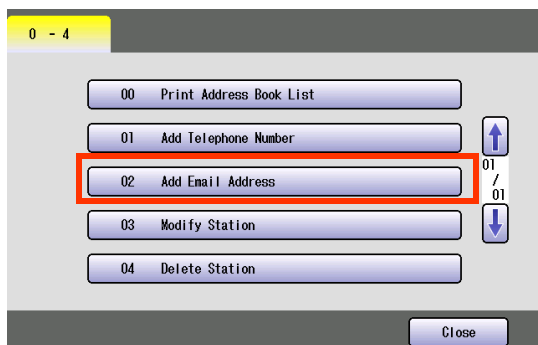 0 - 4
00 Print Address Book List
01 Add Telephone Number
02 Add Email Address
03 Modify Station
04 Delete Station
01
/
01
Close